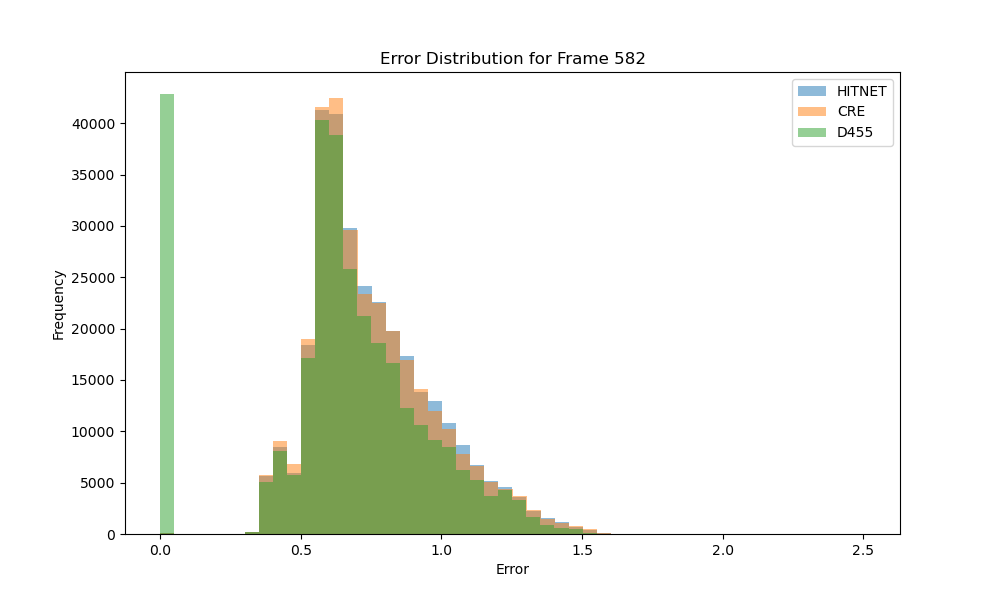 Error Distribution for Frame 582
HITNET
CRE
D455
Frequency
40000
35000
30000
25000
20000
15000
10000
5000
0
0.0 0.5 1.0 1.5 2.0 2.5
Error